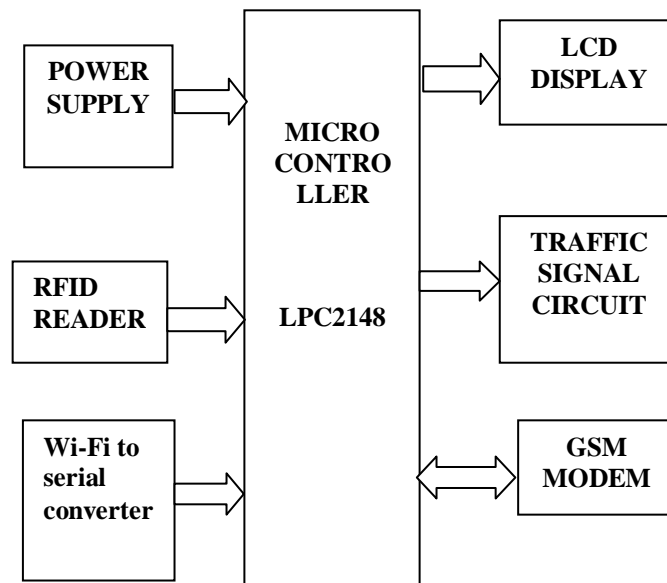 POWER
SUPPLY
RFID
READER
Wi-Fi to
serial
converter
MICRO
CONTRO
LLER
LPC2148
LCD
DISPLAY
TRAFFIC
SIGNAL
CIRCUIT
GSM
MODEM